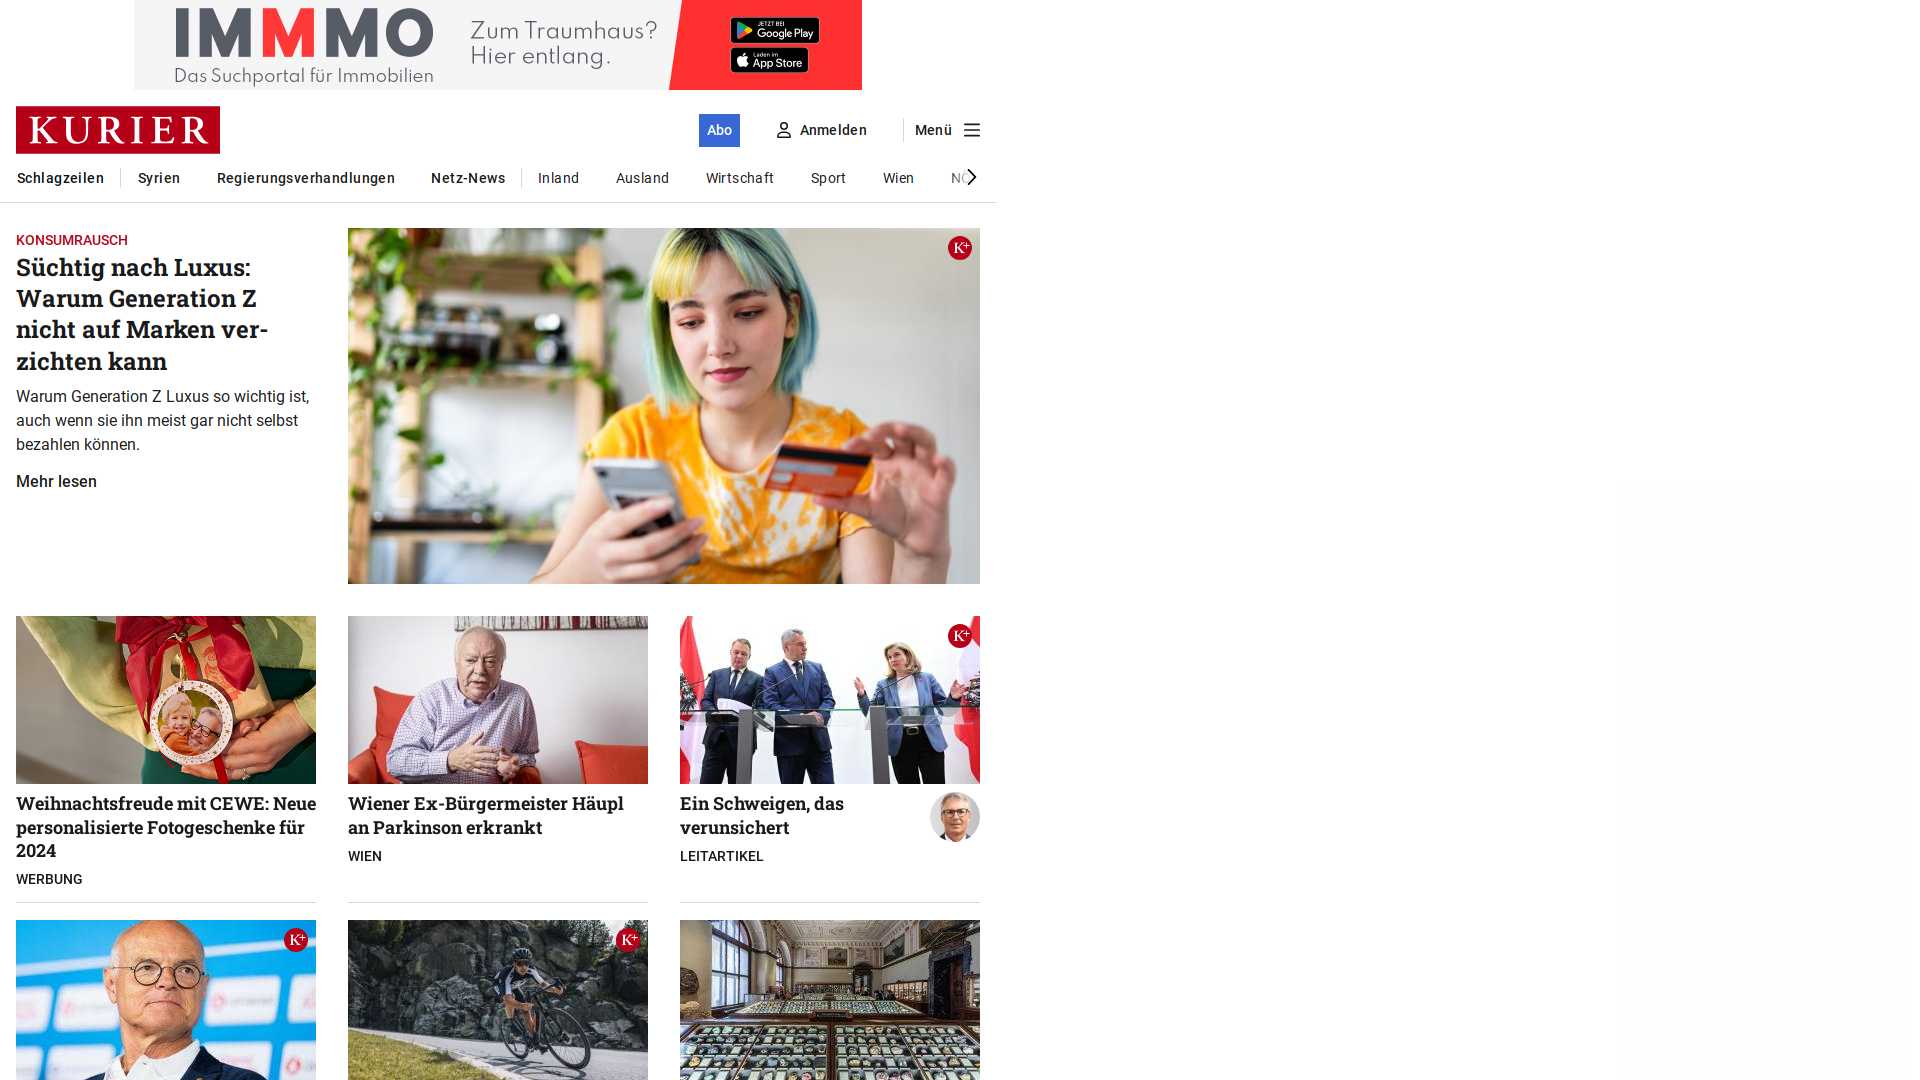 IMMMO
Das Suchportal für Immobilien
Zum Traumhaus?
Hier entlang.
JETZT BEI
Google Play
Laden im
App Store
KURIER
Abo
Anmelden
Menü
Schlagzeilen
Syrien
Regierungsverhandlungen
Netz-News
Inland
Ausland
Wirtschaft
Sport
Wien
NÖ
KONSUMRAUSCH
Süchtig nach Luxus:
Warum Generation Z
nicht auf Marken ver-
zichten kann
Warum Generation Z Luxus so wichtig ist,
auch wenn sie ihn meist gar nicht selbst
bezahlen können.
Mehr lesen
K+
Weihnachtsfreude mit CEWE: Neue
personalisierte Fotogeschenke für
2024
WERBUNG
Wiener Ex-Bürgermeister Häupl
an Parkinson erkrankt
WIEN
K+
Ein Schweigen, das
verunsichert
LEITARTIKEL
K+
K+